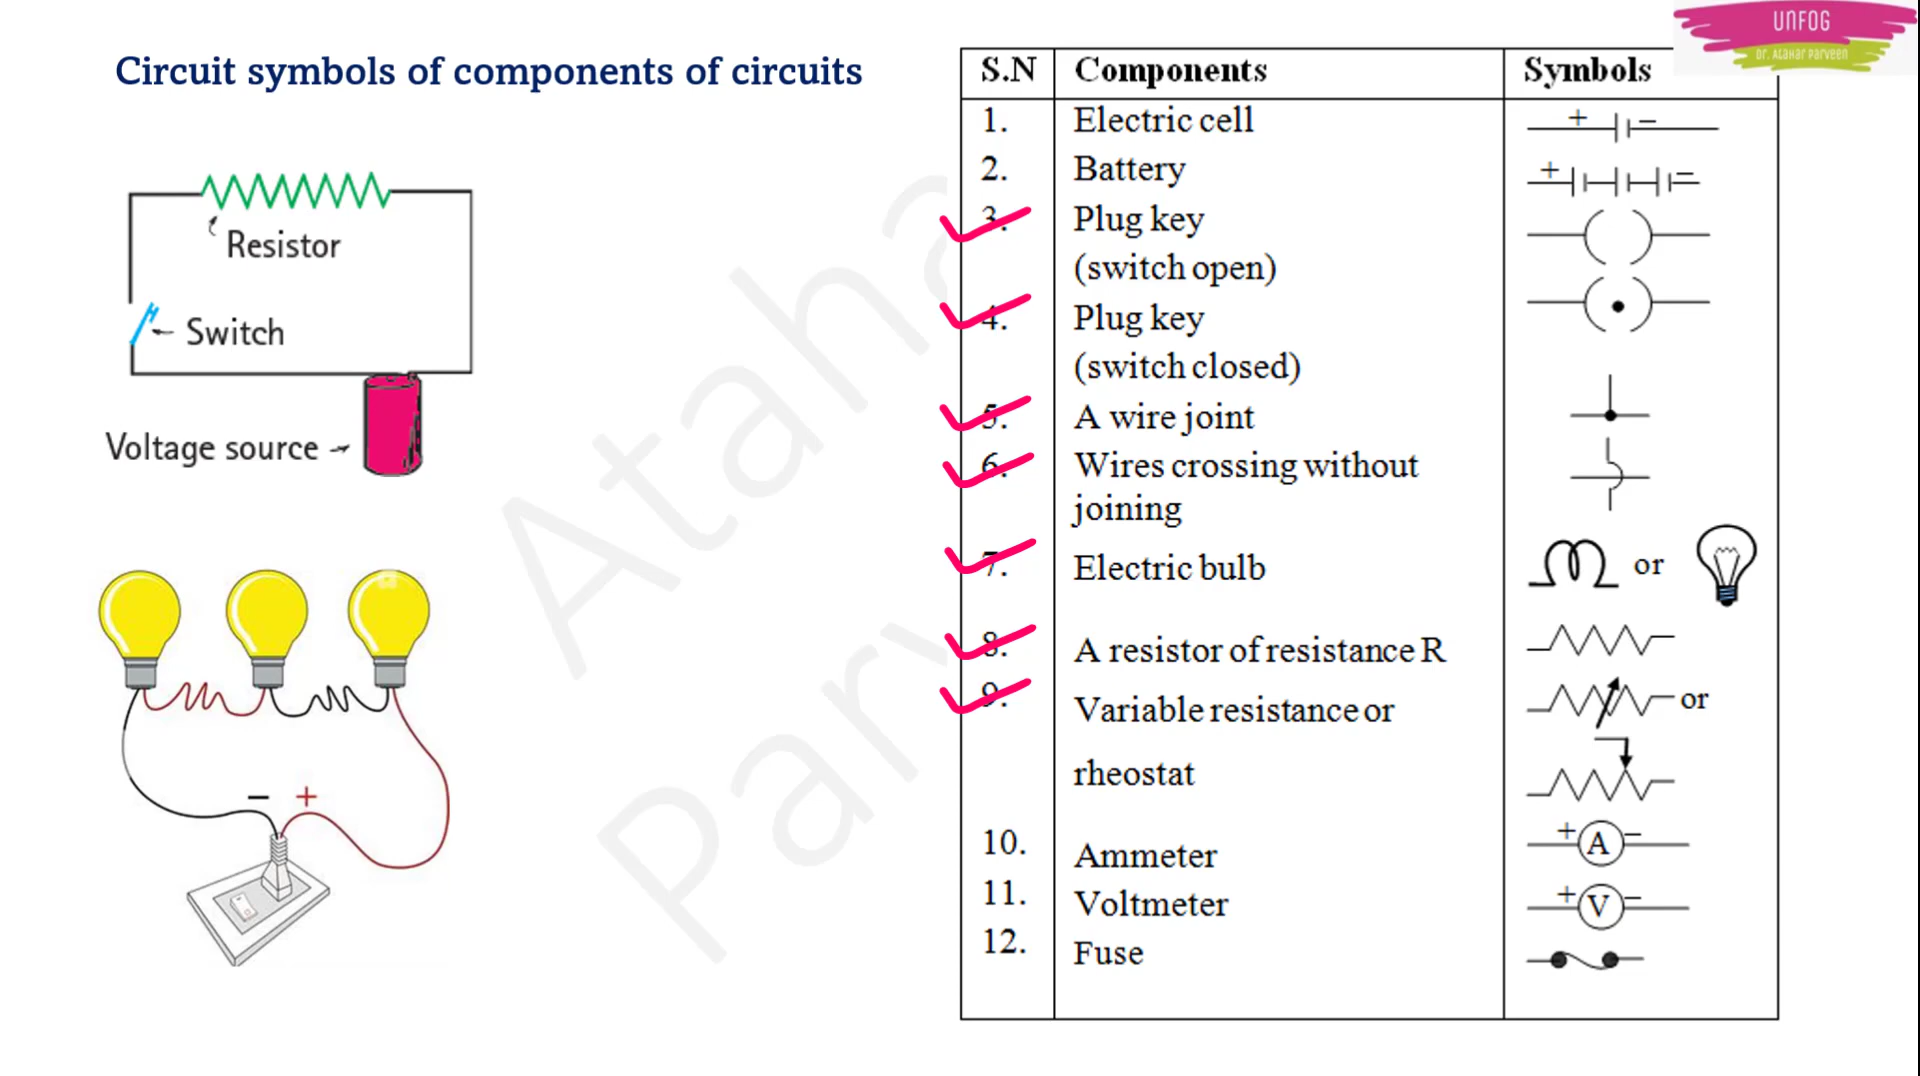 UNFOG
Dr. Atahar Parveen
Circuit symbols of components of circuits
Resistor
Switch
Voltage source
− +
S.N Components Symbols
1. Electric cell + −
2. Battery + −
3. Plug key
(switch open)
4. Plug key
(switch closed)
5. A wire joint
6. Wires crossing without
joining
7. Electric bulb or
8. A resistor of resistance R
9. Variable resistance or or
rheostat
10. Ammeter + A −
11. Voltmeter + V −
12. Fuse
Atahar
Parv